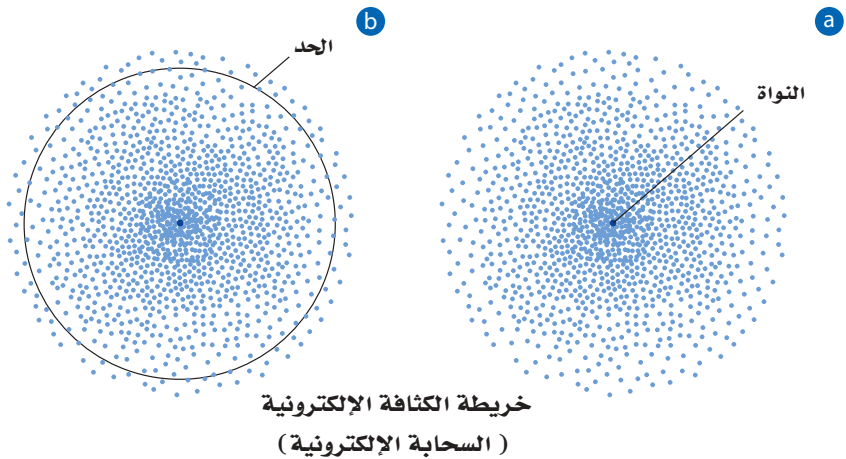 a
b
الحد
النواة
خريطة الكثافة الإلكترونية
(السحابة الإلكترونية)